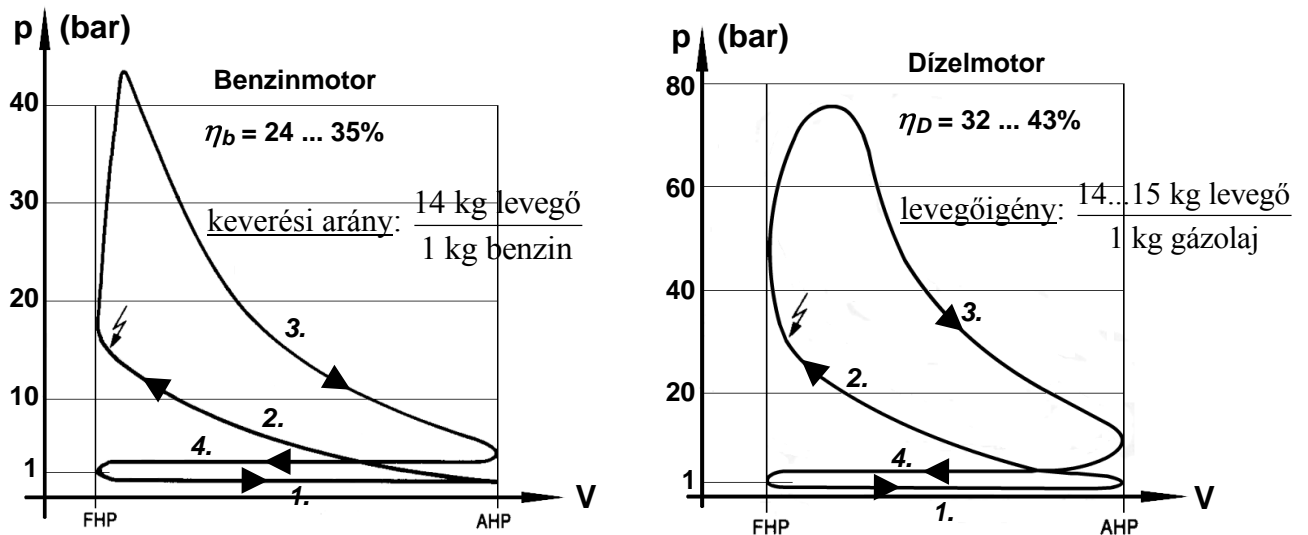 p (bar)
Benzinmotor
ηb = 24 ... 35%
keverési arány: 14 kg levegő
1 kg benzin
40
30
20
10
1
1.
2.
3.
4.
V
FHP
AHP
p (bar)
Dízelmotor
ηD = 32 ... 43%
levegőigény: 14...15 kg levegő
1 kg gázolaj
80
60
40
20
1
1.
2.
3.
4.
V
FHP
AHP